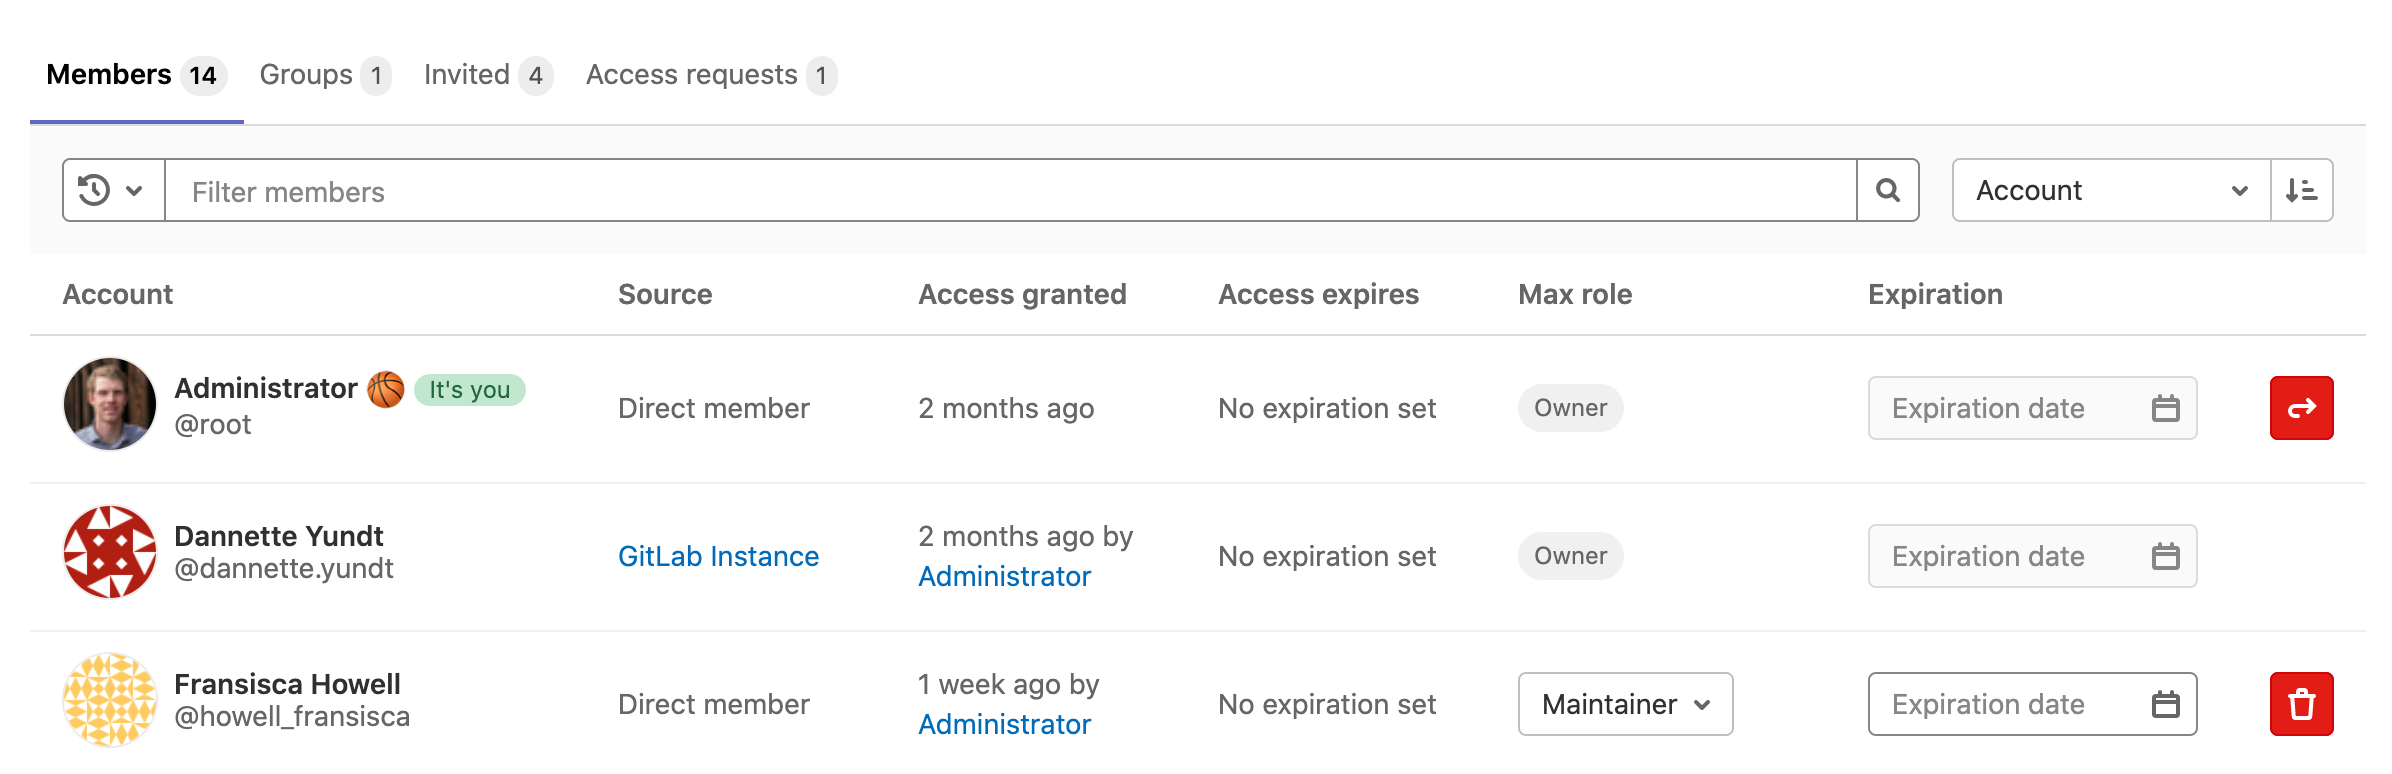 Members 14 Groups 1 Invited 4 Access requests 1
Filter members Account
Account Source Access granted Access expires Max role Expiration
Administrator It's you
@root
Direct member 2 months ago No expiration set Owner Expiration date
Dannette Yundt
@dannette.yundt
GitLab Instance
2 months ago by
Administrator
No expiration set Owner Expiration date
Fransisca Howell
@howell_fransisca
Direct member
1 week ago by
Administrator
No expiration set Maintainer Expiration date